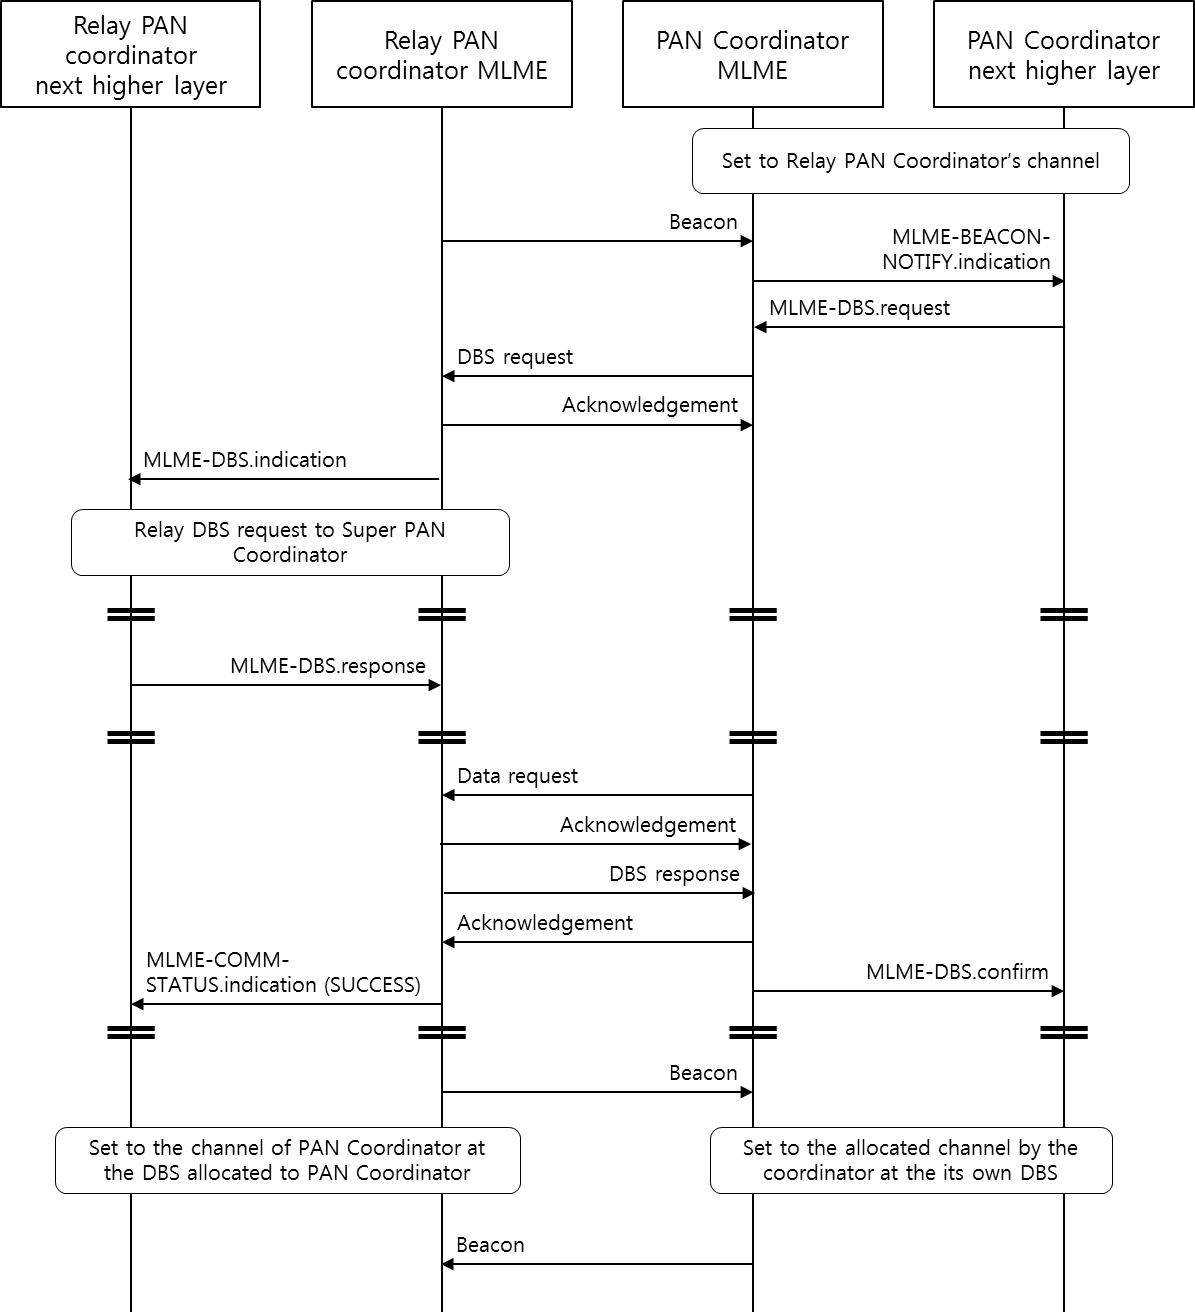 Relay PAN
coordinator
next higher layer
Relay PAN
coordinator MLME
PAN Coordinator
MLME
PAN Coordinator
next higher layer
Set to Relay PAN Coordinator's channel
Beacon
MLME-BEACON-
NOTIFY.indication
MLME-DBS.request
DBS request
Acknowledgement
MLME-DBS.indication
Relay DBS request to Super PAN
Coordinator
MLME-DBS.response
Data request
Acknowledgement
DBS response
Acknowledgement
MLME-COMM-
STATUS.indication (SUCCESS)
MLME-DBS.confirm
Beacon
Set to the channel of PAN Coordinator at
the DBS allocated to PAN Coordinator
Set to the allocated channel by the
coordinator at the its own DBS
Beacon